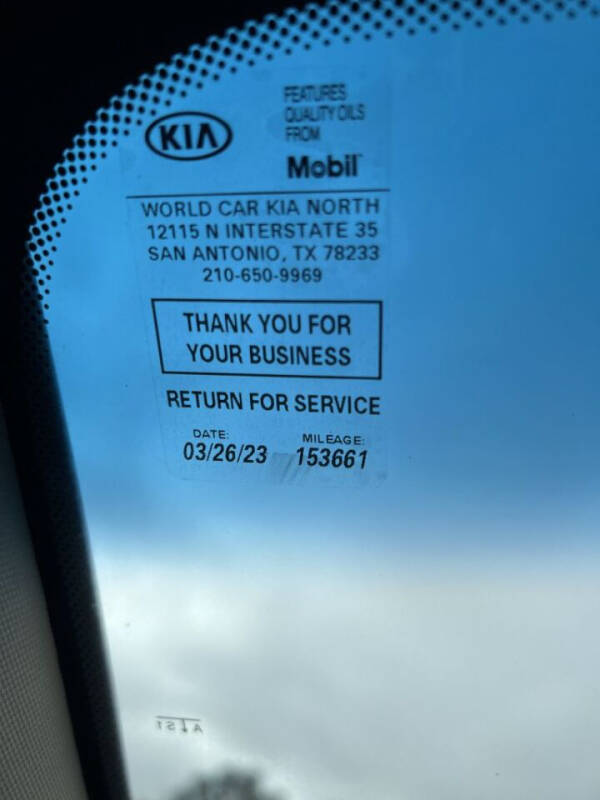 KIA
FEATURES
QUALITY OILS
FROM
Mobil
WORLD CAR KIA NORTH
12115 N INTERSTATE 35
SAN ANTONIO, TX 78233
210-650-9969
THANK YOU FOR
YOUR BUSINESS
RETURN FOR SERVICE
DATE: MILEAGE:
03/26/23 153661